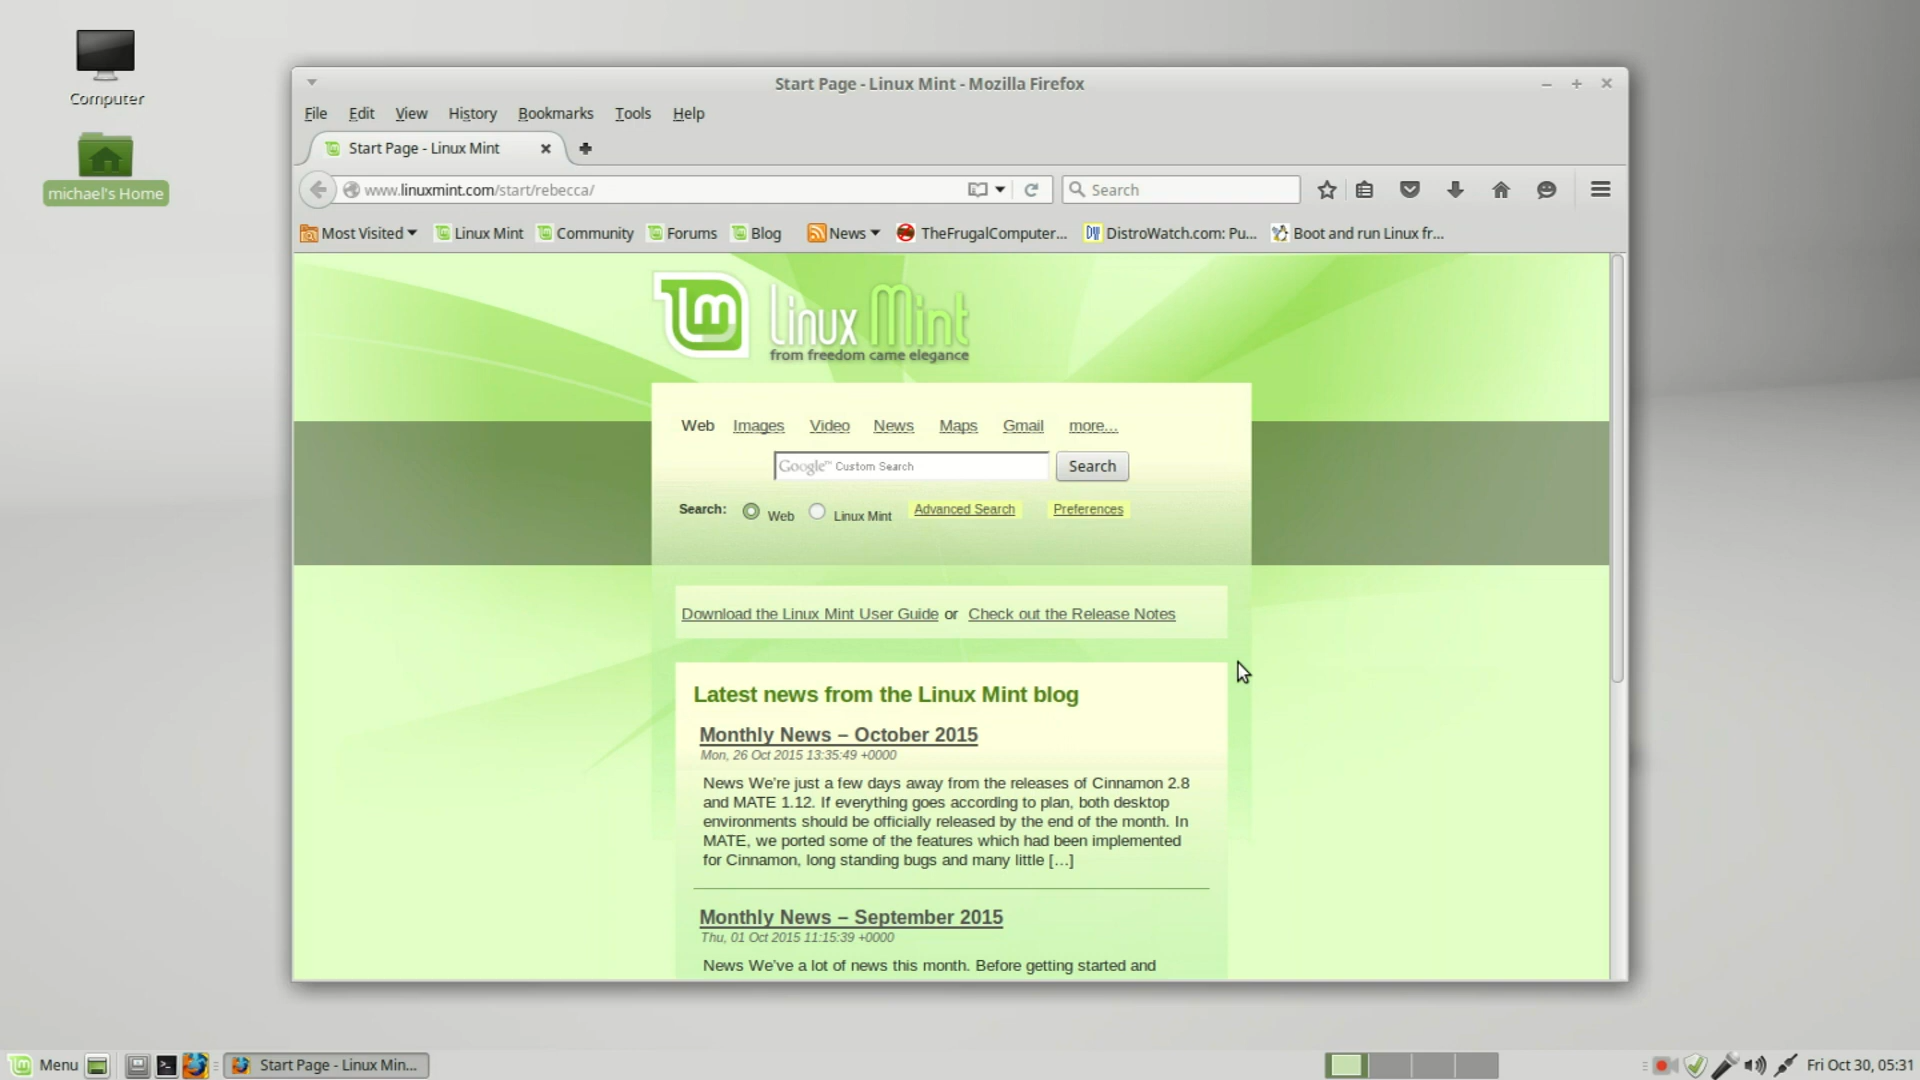 Computer
michael's Home
Start Page - Linux Mint - Mozilla Firefox
File Edit View History Bookmarks Tools Help
Start Page - Linux Mint
www.linuxmint.com/start/rebecca/ Search
Most Visited Linux Mint Community Forums Blog News TheFrugalComputer... DistroWatch.com: Pu... Boot and run Linux fr...
lm Linux Mint
from freedom came elegance
Web Images Video News Maps Gmail more...
Google™ Custom Search Search
Search: Web Linux Mint Advanced Search Preferences
Download the Linux Mint User Guide or Check out the Release Notes
Latest news from the Linux Mint blog
Monthly News – October 2015
Mon, 26 Oct 2015 13:35:49 +0000
News We're just a few days away from the releases of Cinnamon 2.8
and MATE 1.12. If everything goes according to plan, both desktop
environments should be officially released by the end of the month. In
MATE, we ported some of the features which had been implemented
for Cinnamon, long standing bugs and many little […]
Monthly News – September 2015
Thu, 01 Oct 2015 11:15:39 +0000
News We've a lot of news this month. Before getting started and
Menu Start Page - Linux Min... Fri Oct 30, 05:31